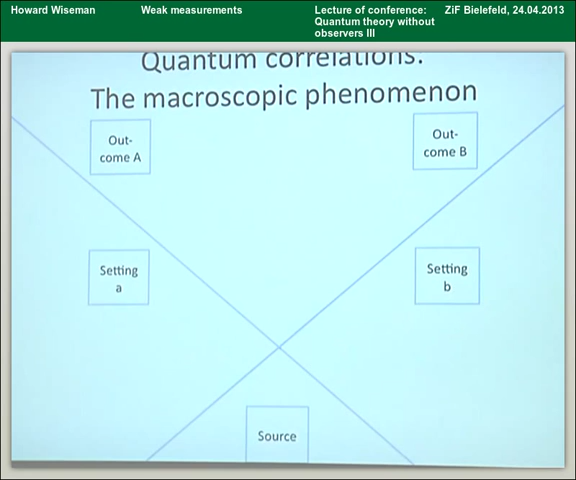 Howard Wiseman Weak measurements Lecture of conference: ZiF Bielefeld, 24.04.2013
Quantum theory without
observers III
Quantum correlations:
The macroscopic phenomenon
Out-
come A
Out-
come B
Setting
a
Setting
b
Source